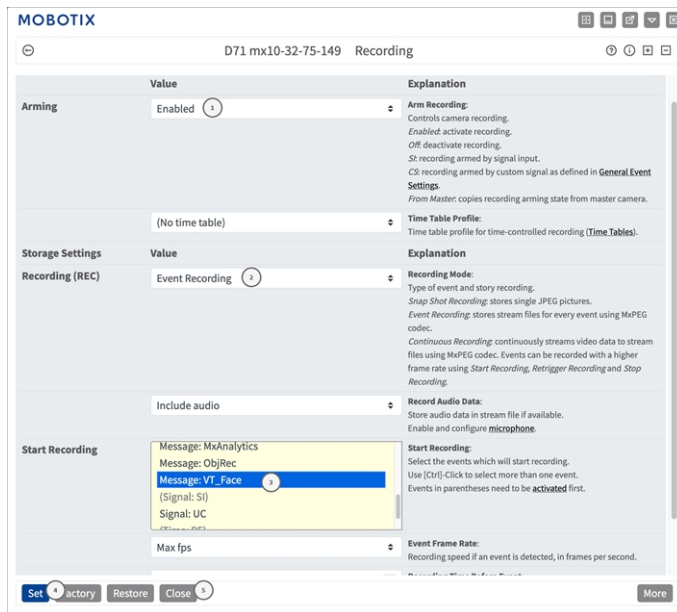 MOBOTIX
D71 mx10-32-75-149 Recording
Value Explanation
Arming
Enabled 1
Arm Recording:
Controls camera recording.
Enabled: activate recording.
Off: deactivate recording.
SI: recording armed by signal input.
CS: recording armed by custom signal as defined in General Event
Settings.
From Master: copies recording arming state from master camera.
(No time table)
Time Table Profile:
Time table profile for time-controlled recording (Time Tables).
Storage Settings Value Explanation
Recording (REC)
Event Recording 2
Recording Mode:
Type of event and story recording.
Snap Shot Recording: stores single JPEG pictures.
Event Recording: stores stream files for every event using MxPEG
codec.
Continuous Recording: continuously streams video data to stream
files using MxPEG codec. Events can be recorded with a higher
frame rate using Start Recording, Retrigger Recording and Stop
Recording.
Include audio
Record Audio Data:
Store audio data in stream file if available.
Enable and configure microphone.
Start Recording
Message: MxAnalytics
Message: ObjRec
Message: VT_Face 3
(Signal: SI)
Signal: UC
Start Recording:
Select the events which will start recording.
Use [Ctrl]-Click to select more than one event.
Events in parentheses need to be activated first.
Max fps
Event Frame Rate:
Recording speed if an event is detected, in frames per second.
Set 4 actory Restore Close 5 More